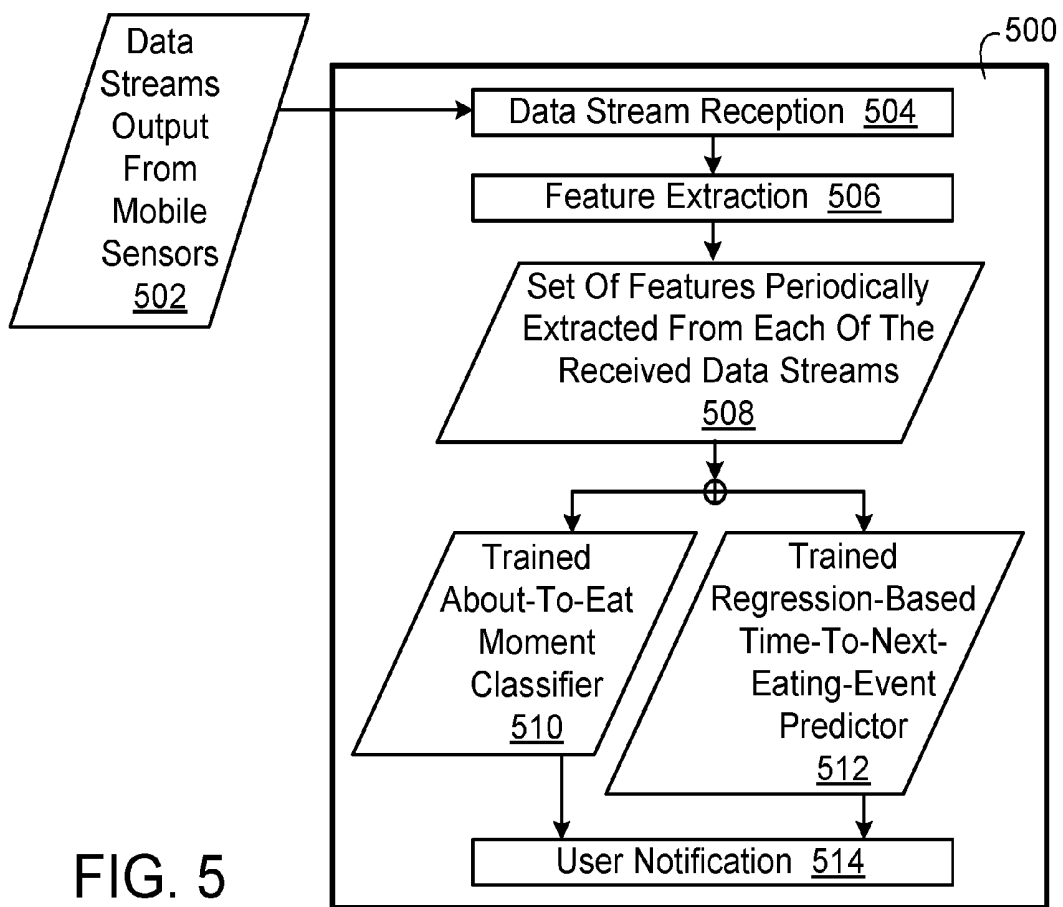 500
Data
Streams
Output
From
Mobile
Sensors
502
Data Stream Reception 504
Feature Extraction 506
Set Of Features Periodically
Extracted From Each Of The
Received Data Streams
508
Trained
About-To-Eat
Moment
Classifier
510
Trained
Regression-Based
Time-To-Next-
Eating-Event
Predictor
512
User Notification 514
FIG. 5